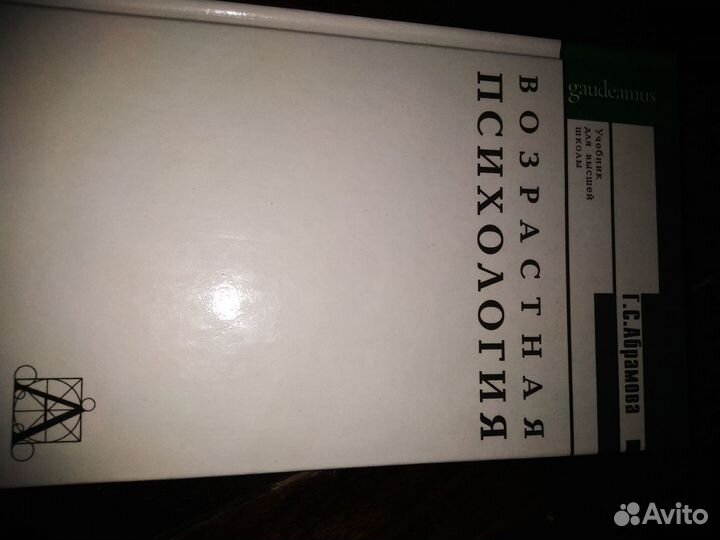 gaudeamus
Учебник
для высшей
школы
Г.С.Абрамова
ВОЗРАСТНАЯ
ПСИХОЛОГИЯ
Avito